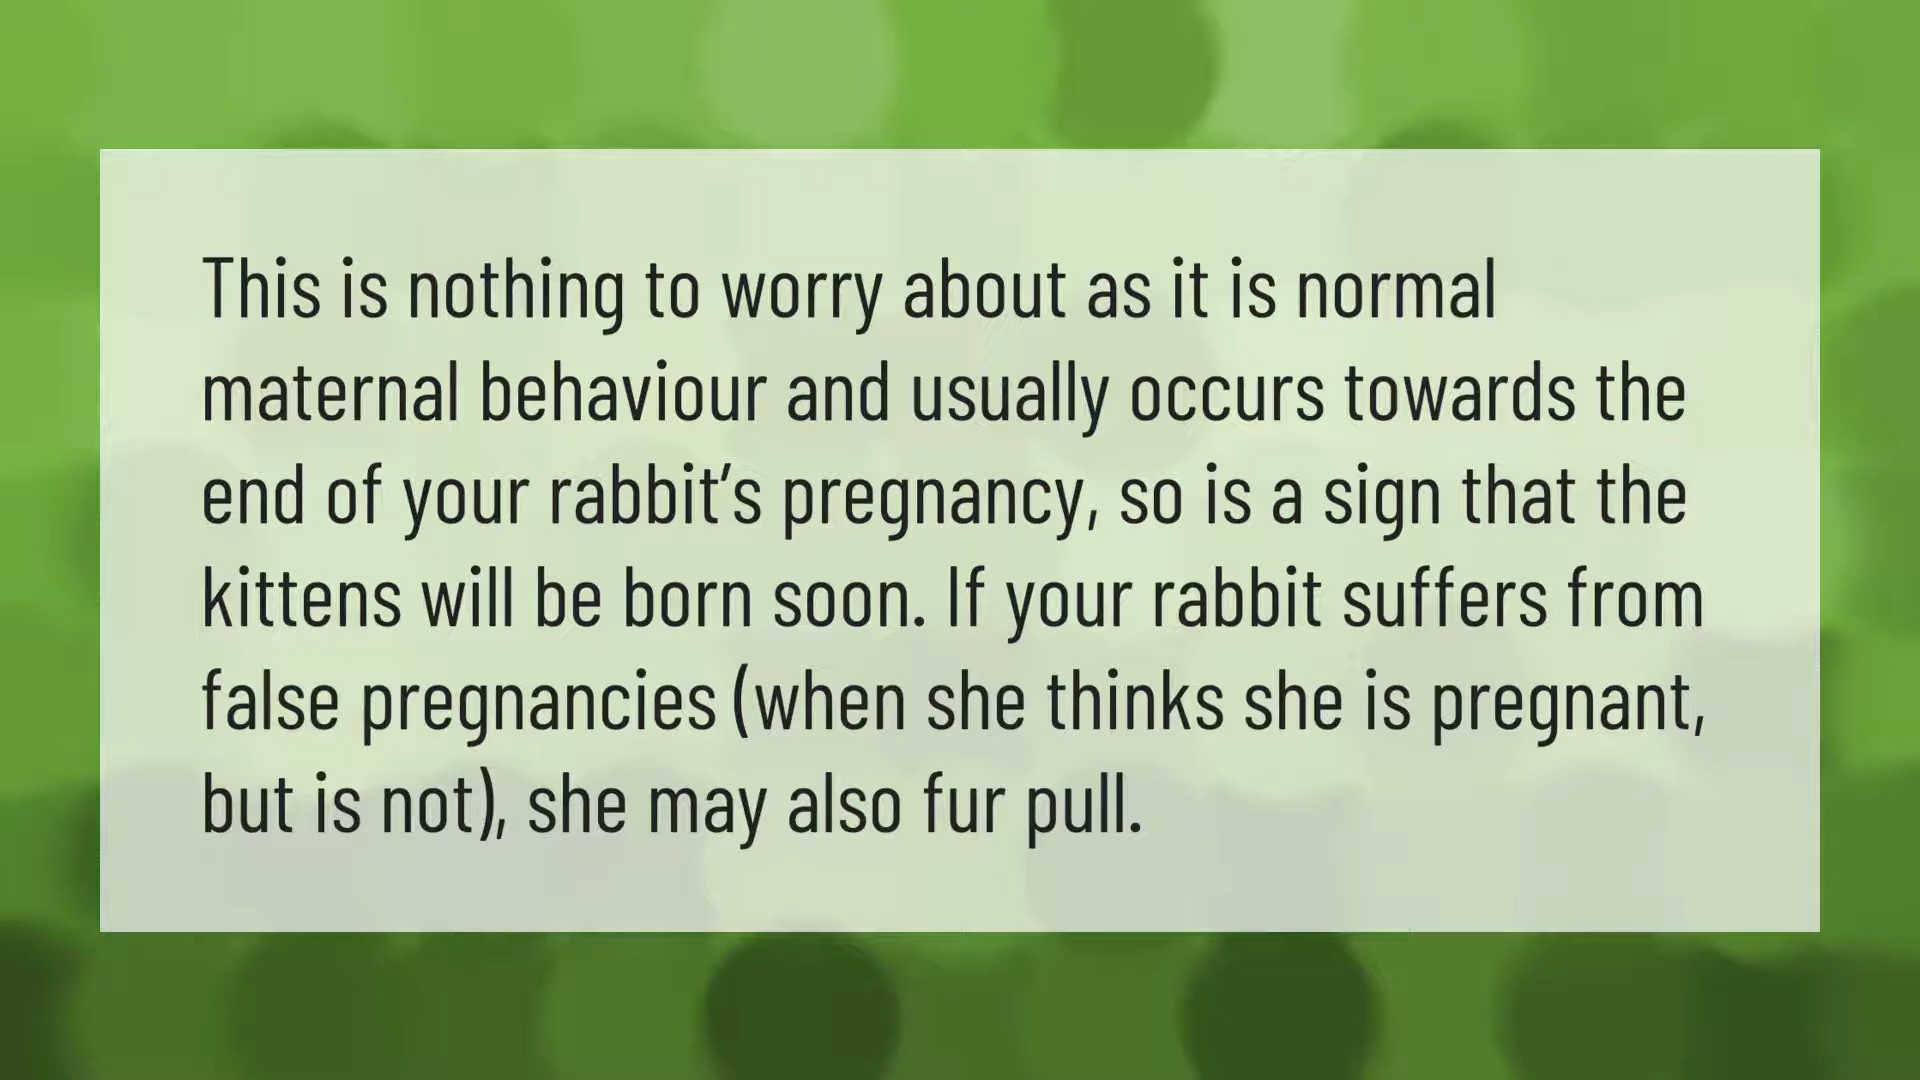 This is nothing to worry about as it is normal
maternal behaviour and usually occurs towards the
end of your rabbit’s pregnancy, so is a sign that the
kittens will be born soon. If your rabbit suffers from
false pregnancies (when she thinks she is pregnant,
but is not), she may also fur pull.